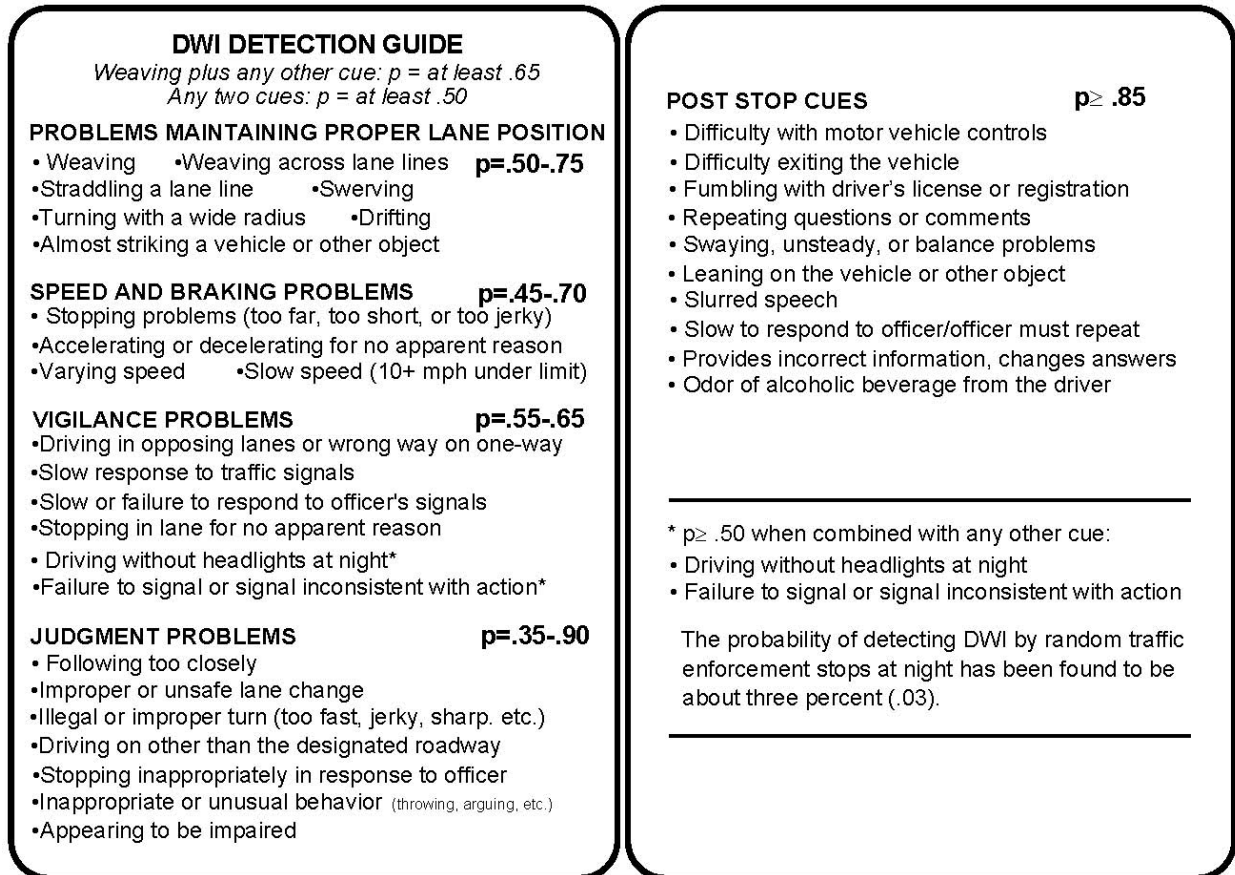 DWI DETECTION GUIDE
Weaving plus any other cue: p = at least .65
Any two cues: p = at least .50
PROBLEMS MAINTAINING PROPER LANE POSITION
• Weaving •Weaving across lane lines p=.50-.75
•Straddling a lane line •Swerving
•Turning with a wide radius •Drifting
•Almost striking a vehicle or other object
SPEED AND BRAKING PROBLEMS p=.45-.70
• Stopping problems (too far, too short, or too jerky)
•Accelerating or decelerating for no apparent reason
•Varying speed •Slow speed (10+ mph under limit)
VIGILANCE PROBLEMS p=.55-.65
•Driving in opposing lanes or wrong way on one-way
•Slow response to traffic signals
•Slow or failure to respond to officer's signals
•Stopping in lane for no apparent reason
• Driving without headlights at night*
•Failure to signal or signal inconsistent with action*
JUDGMENT PROBLEMS p=.35-.90
• Following too closely
•Improper or unsafe lane change
•Illegal or improper turn (too fast, jerky, sharp. etc.)
•Driving on other than the designated roadway
•Stopping inappropriately in response to officer
•Inappropriate or unusual behavior (throwing, arguing, etc.)
•Appearing to be impaired
POST STOP CUES p≥ .85
• Difficulty with motor vehicle controls
• Difficulty exiting the vehicle
• Fumbling with driver’s license or registration
• Repeating questions or comments
• Swaying, unsteady, or balance problems
• Leaning on the vehicle or other object
• Slurred speech
• Slow to respond to officer/officer must repeat
• Provides incorrect information, changes answers
• Odor of alcoholic beverage from the driver
* p≥ .50 when combined with any other cue:
• Driving without headlights at night
• Failure to signal or signal inconsistent with action
The probability of detecting DWI by random traffic
enforcement stops at night has been found to be
about three percent (.03).